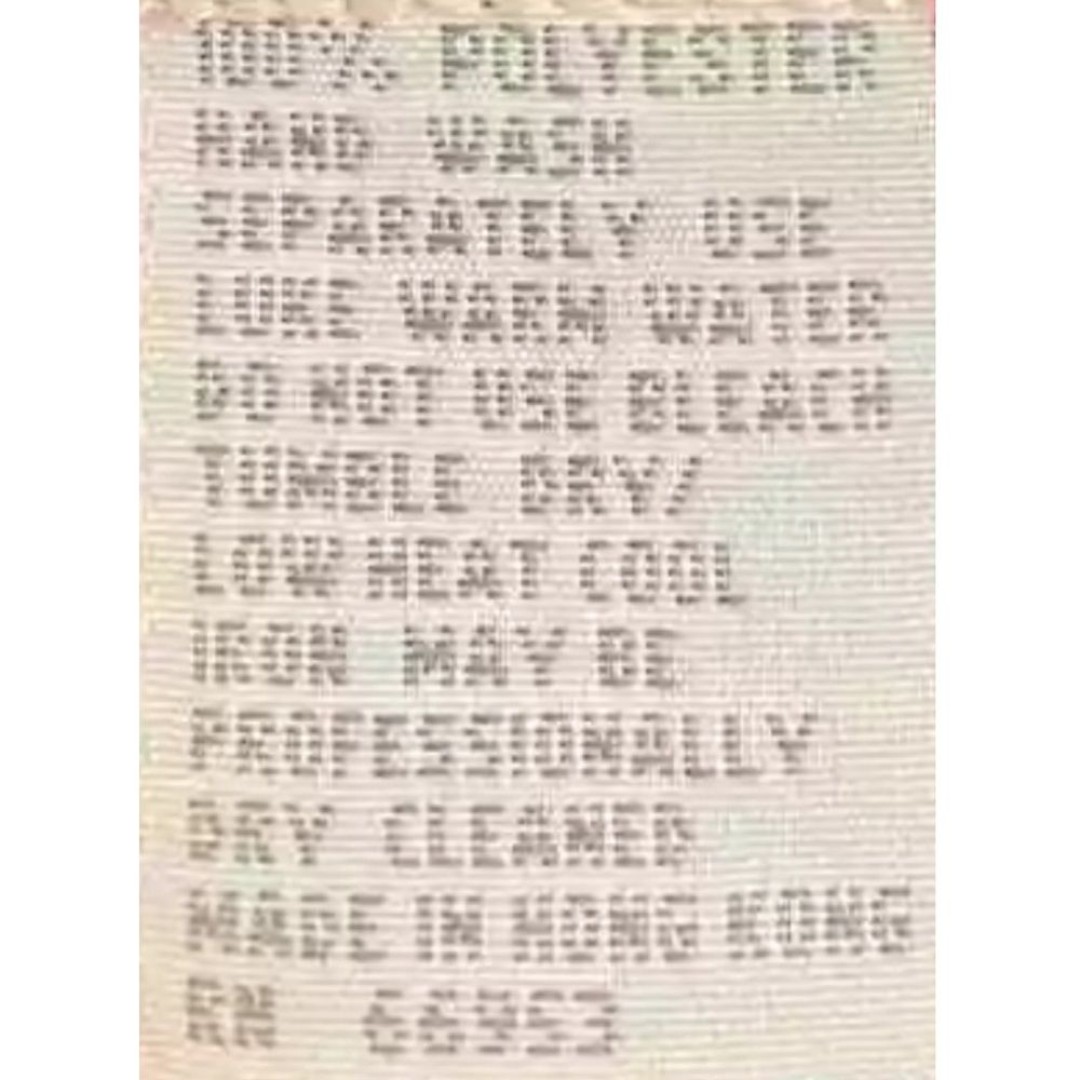 100% POLYESTER
HAND WASH
SEPARATELY USE
LUKE WARM WATER
DO NOT USE BLEACH
TUMBLE DRY/
LOW HEAT COOL
IRON MAY BE
PROFESSIONALLY
DRY CLEANED
MADE IN HONG KONG
RN